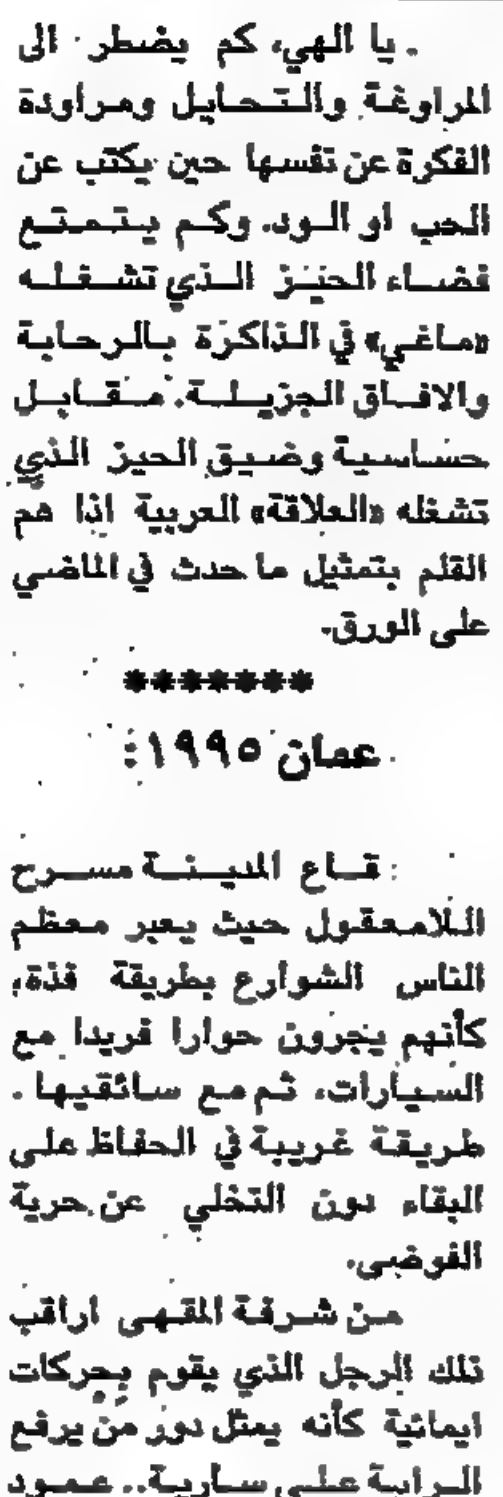 . يا الهي، كم يضطر الى
المراوغة والتحايل ومراودة
الفكرة عن نفسها حين يكتب عن
الحب او الود. وكم يتمتع
فضاء الحيز الذي تشغله
«ماغي» في الذاكرة بالرحابة
والافاق الجزيلة. مقابل
حساسية وضيق الحيز الذي
تشغله «العلاقة» العربية اذا هم
القلم بتمثيل ما حدث في الماضي
على الورق.
*******
عمان ١٩٩٥:
: قاع المدينة مسرح
اللامعقول حيث يعبر معظم
الناس الشوارع بطريقة فذة،
كأنهم يجرون حوارا فريدا مع
السيارات، ثم مع سائقيها .
طريقة غريبة في الحفاظ على
البقاء دون التخلي عن حرية
الفوضى.
من شرفة المقهى اراقب
ذلك الرجل الذي يقوم بحركات
ايمائية كأنه يمثل دور من يرفع
الراية على سارية.. عمود